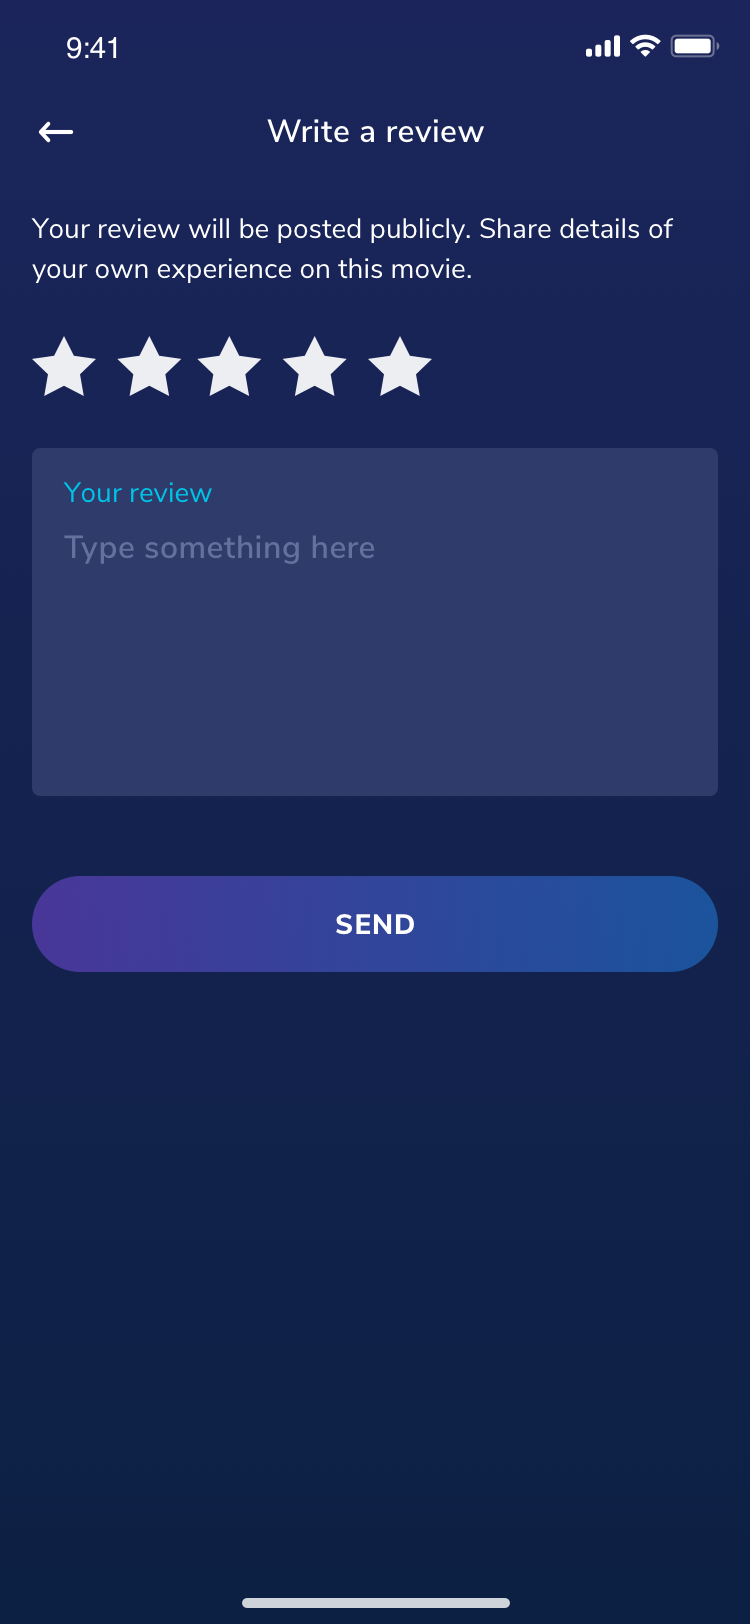 9:41
Write a review
Your review will be posted publicly. Share details of
your own experience on this movie.
Your review
Type something here
SEND